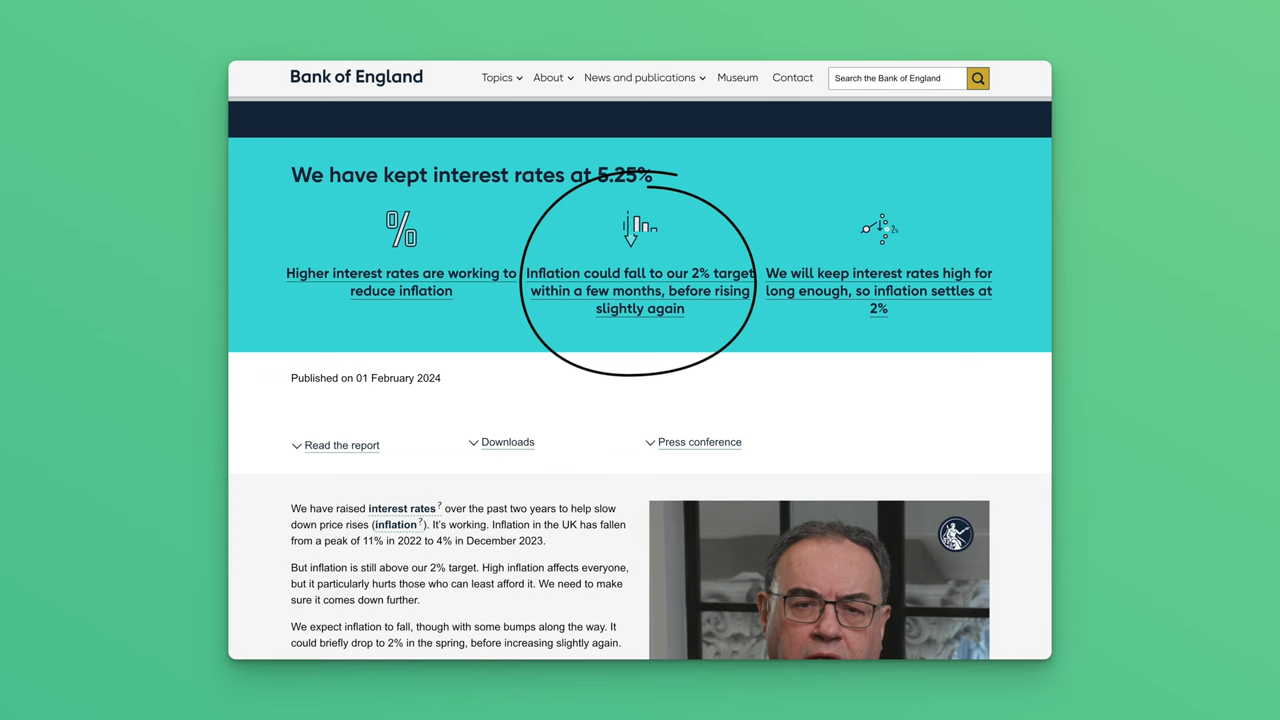 Bank of England
Topics About News and publications Museum Contact Search the Bank of England
We have kept interest rates at 5.25%
Higher interest rates are working to
reduce inflation
Inflation could fall to our 2% target
within a few months, before rising
slightly again
2%
We will keep interest rates high for
long enough, so inflation settles at
2%
Published on 01 February 2024
Read the report
Downloads
Press conference
We have raised interest rates? over the past two years to help slow
down price rises (inflation?). It’s working. Inflation in the UK has fallen
from a peak of 11% in 2022 to 4% in December 2023.
But inflation is still above our 2% target. High inflation affects everyone,
but it particularly hurts those who can least afford it. We need to make
sure it comes down further.
We expect inflation to fall, though with some bumps along the way. It
could briefly drop to 2% in the spring, before increasing slightly again.